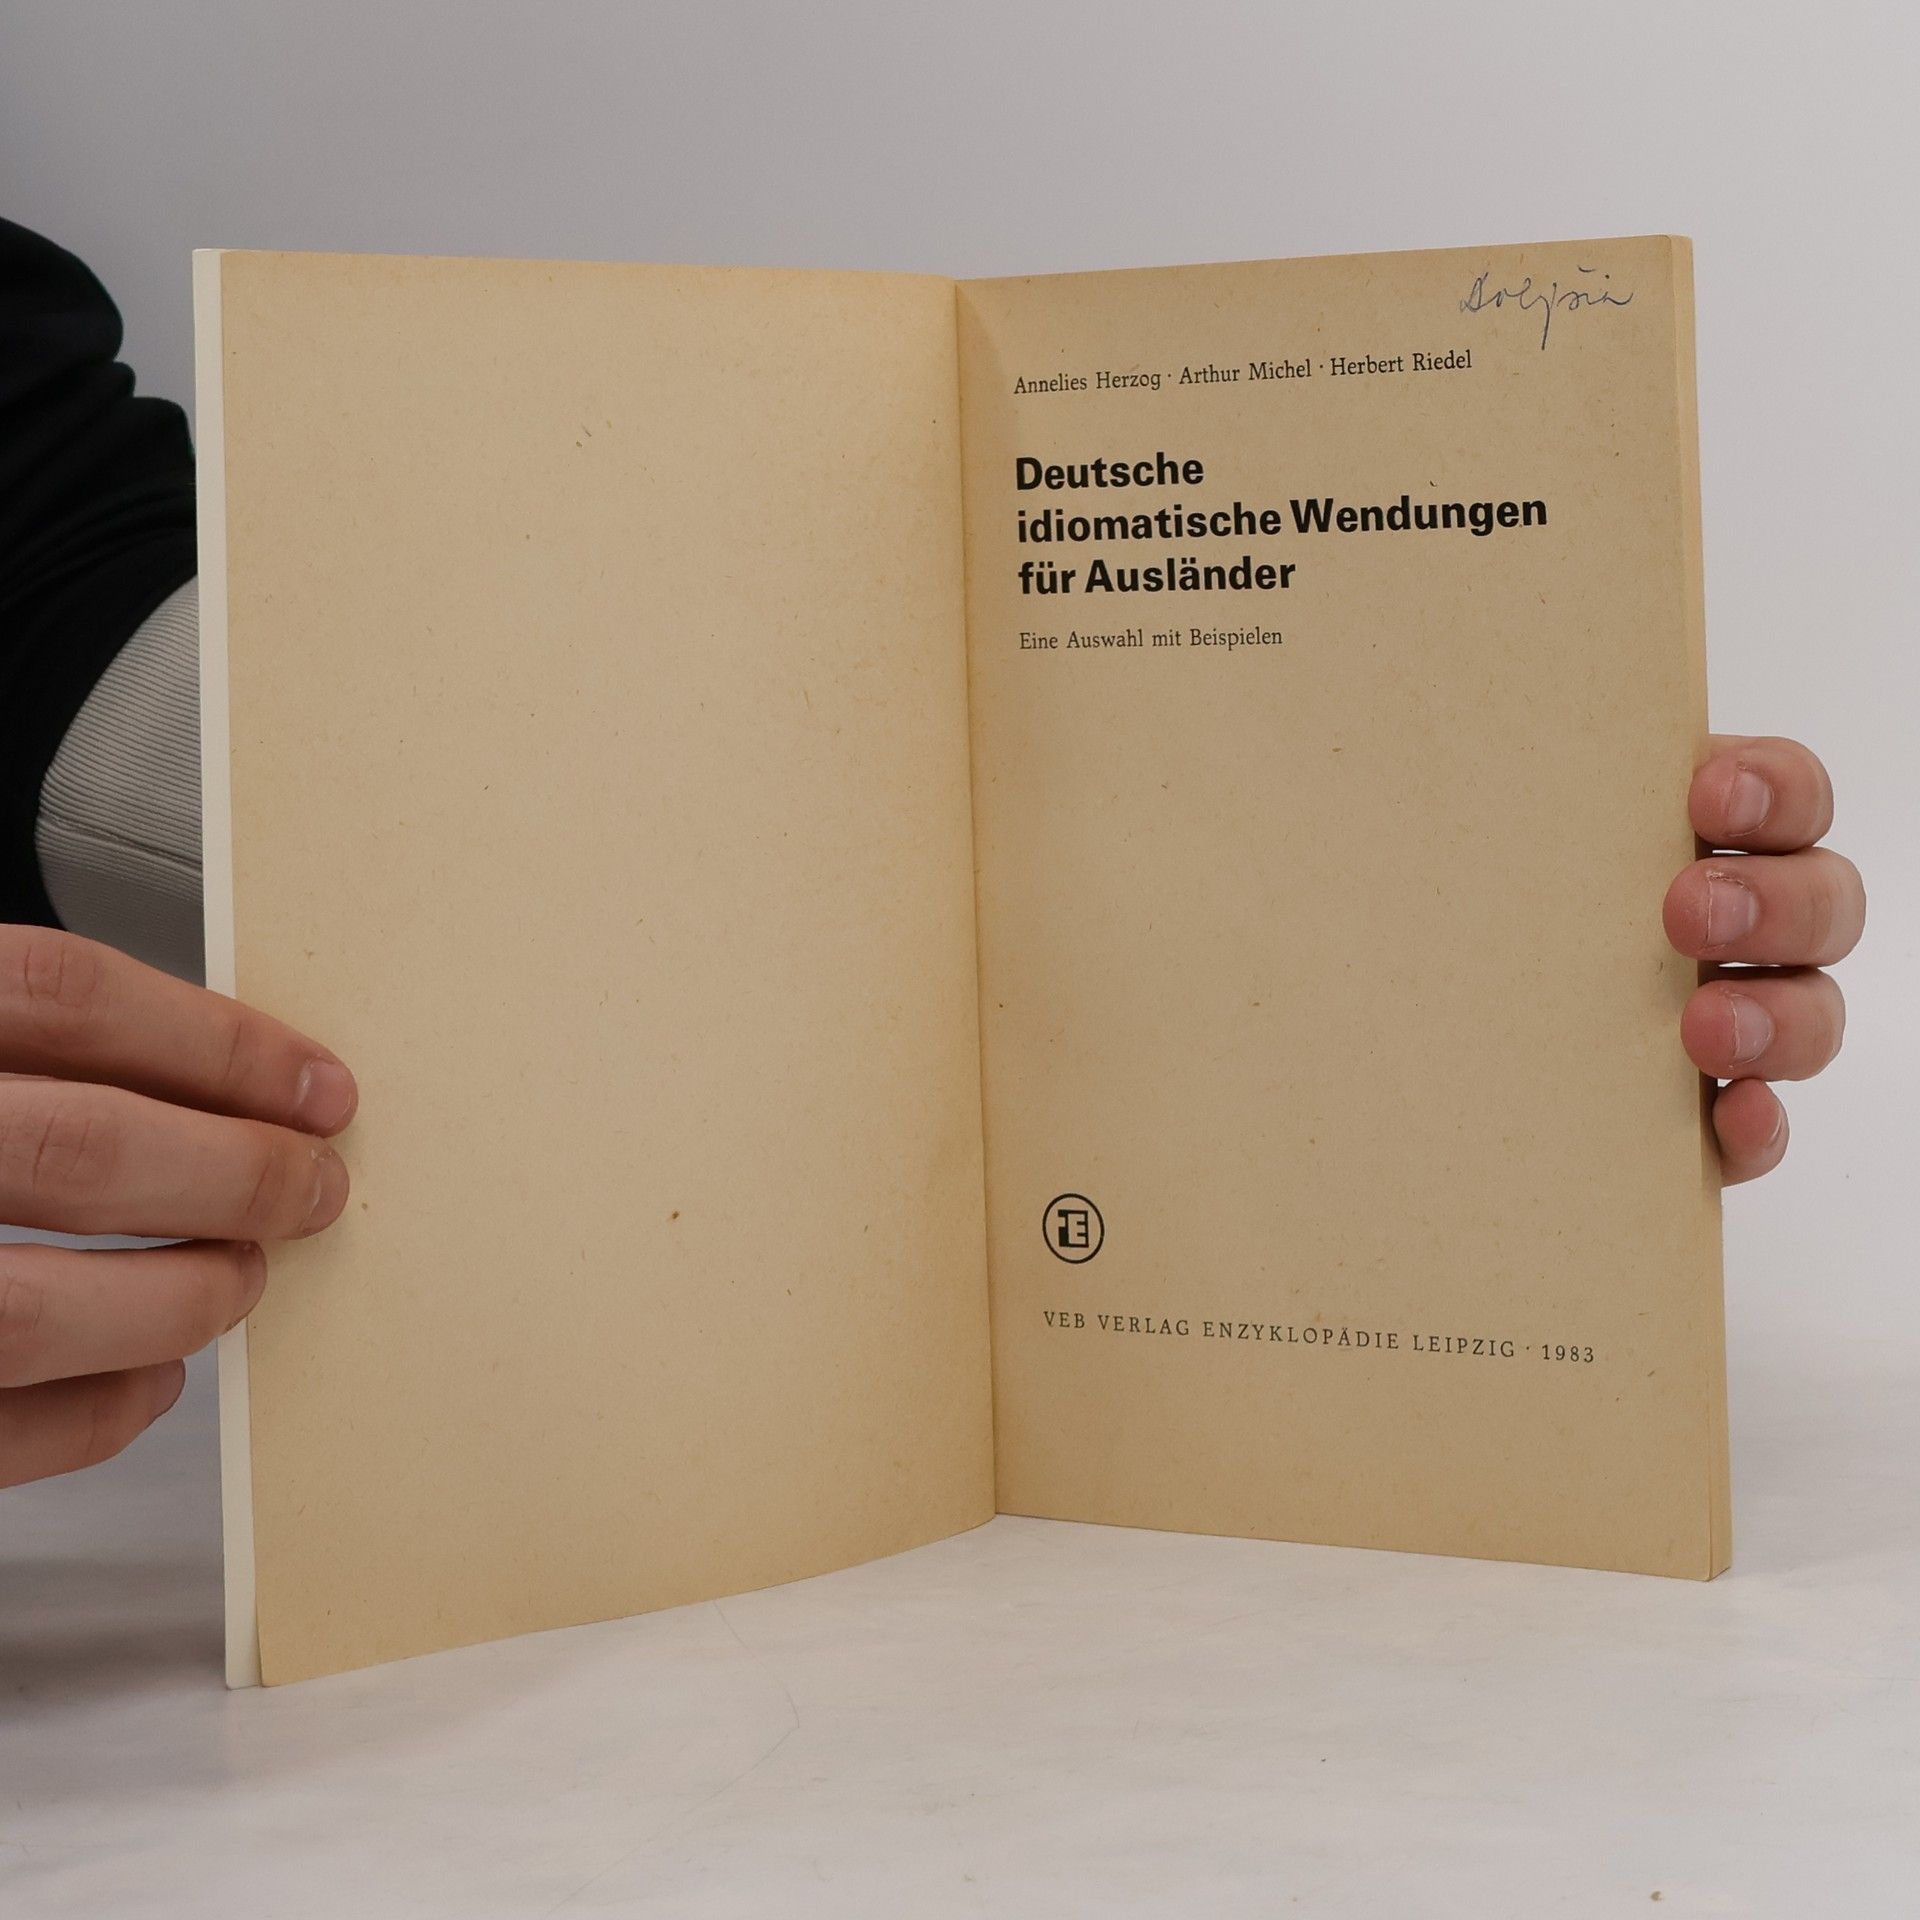 Annelies Herzog · Arthur Michel · Herbert Riedel
Deutsche
idiomatische Wendungen
für Ausländer
Eine Auswahl mit Beispielen
VEB VERLAG ENZYKLOPÄDIE LEIPZIG · 1983